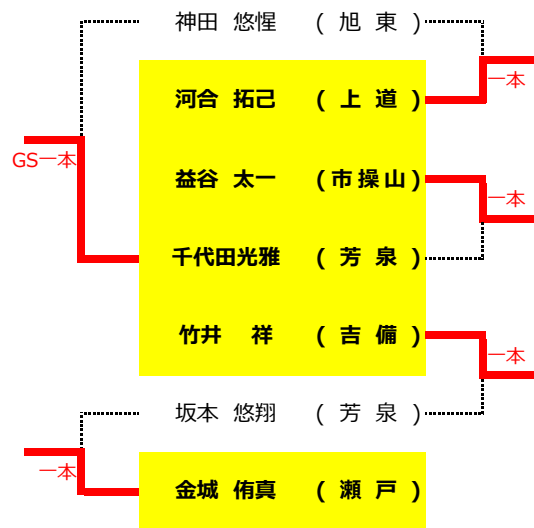 神田 悠惺 ( 旭 東 )
一本
河合 拓己 ( 上 道 )
GS一本
益谷 太一 (市操山)
一本
千代田光雅 ( 芳 泉 )
竹井 祥 ( 吉 備 )
一本
坂本 悠翔 ( 芳 泉 )
一本
金城 侑真 ( 瀬 戸 )